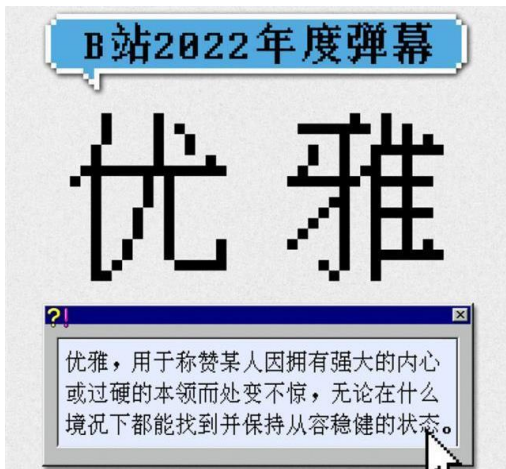 B站2022年度弹幕
优雅
?!
优雅，用于称赞某人因拥有强大的内心
或过硬的本领而处变不惊，无论在什么
境况下都能找到并保持从容稳健的状态。